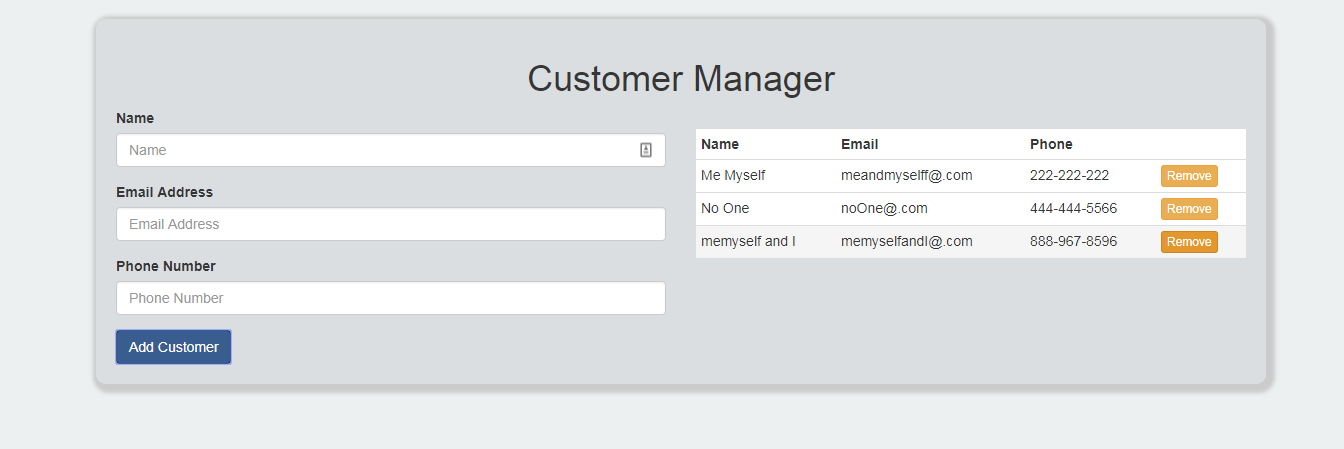 Customer Manager
Name
Name
Email Address
Email Address
Phone Number
Phone Number
Add Customer
Name Email Phone
Me Myself meandmyselff@.com 222-222-222 Remove
No One noOne@.com 444-444-5566 Remove
memyself and I memyselfandI@.com 888-967-8596 Remove